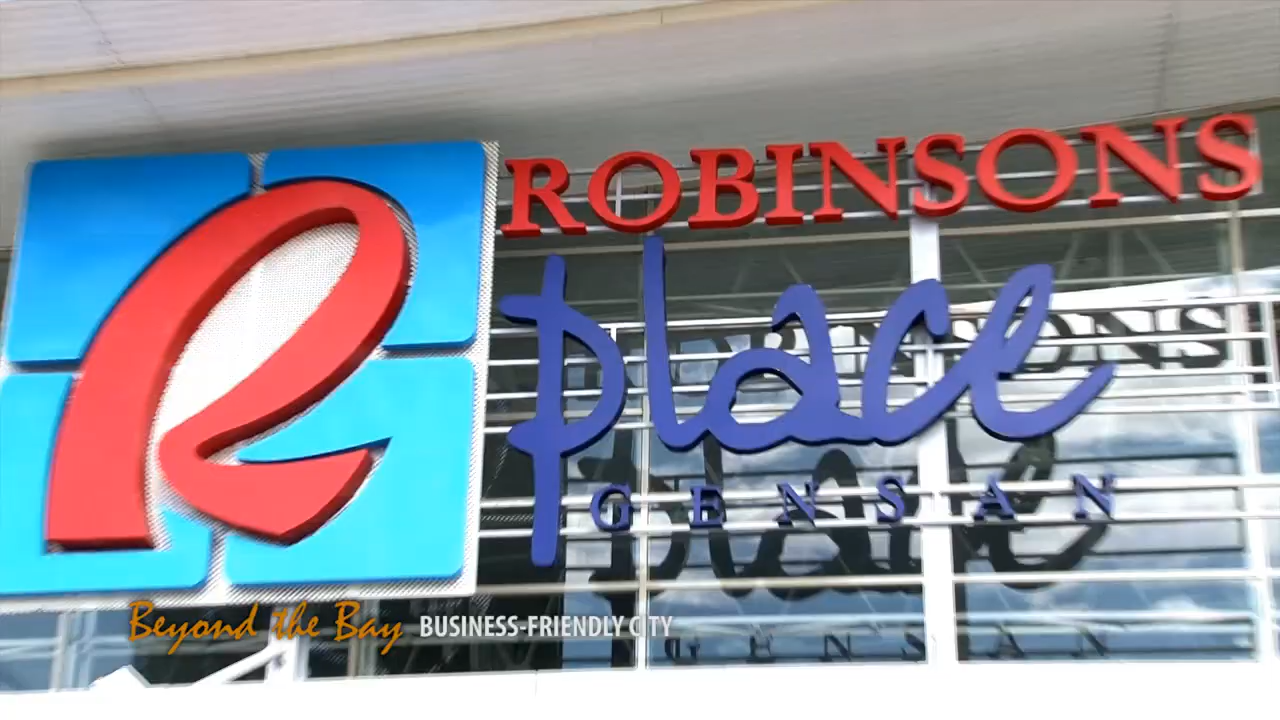 R
ROBINSONS
place
GENSAN
Beyond the Bay BUSINESS-FRIENDLY CITY